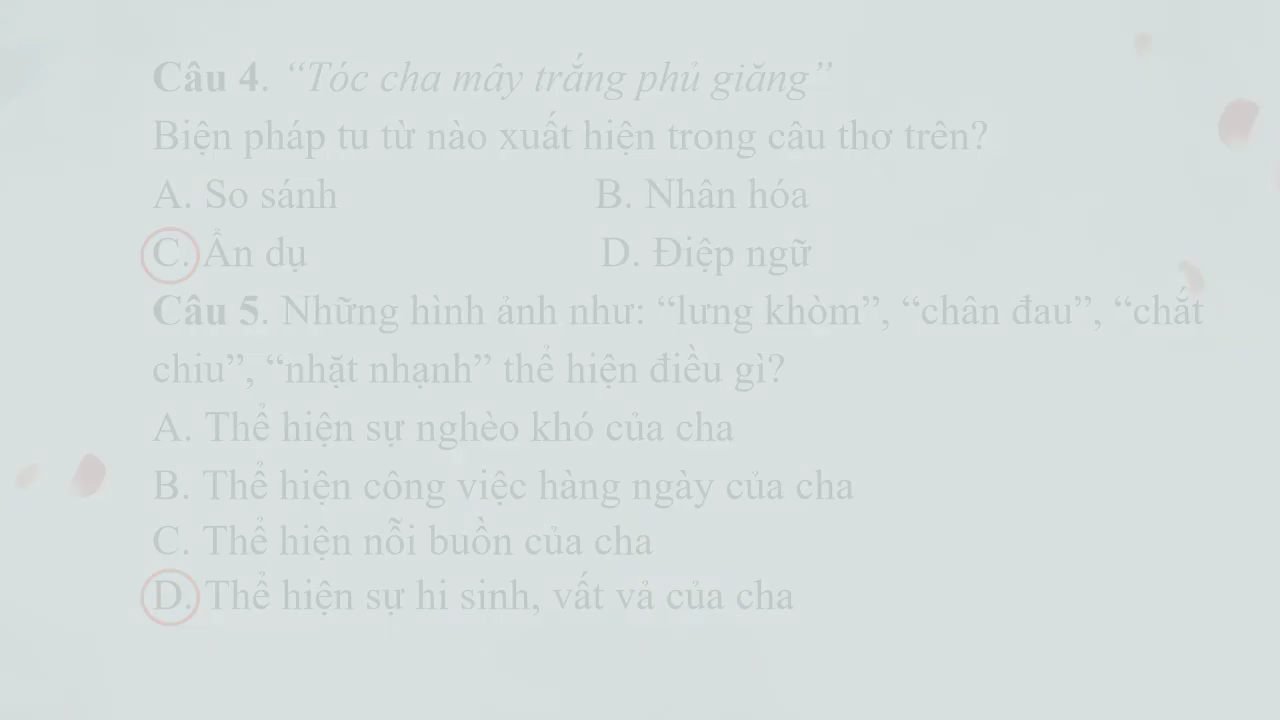 Câu 4. “Tóc cha mây trắng phủ giăng”
Biện pháp tu từ nào xuất hiện trong câu thơ trên?
A. So sánh B. Nhân hóa
C. Ẩn dụ D. Điệp ngữ
Câu 5. Những hình ảnh như: “lưng khòm”, “chân đau”, “chắt
chiu”, “nhặt nhạnh” thể hiện điều gì?
A. Thể hiện sự nghèo khó của cha
B. Thể hiện công việc hàng ngày của cha
C. Thể hiện nỗi buồn của cha
D. Thể hiện sự hi sinh, vất vả của cha